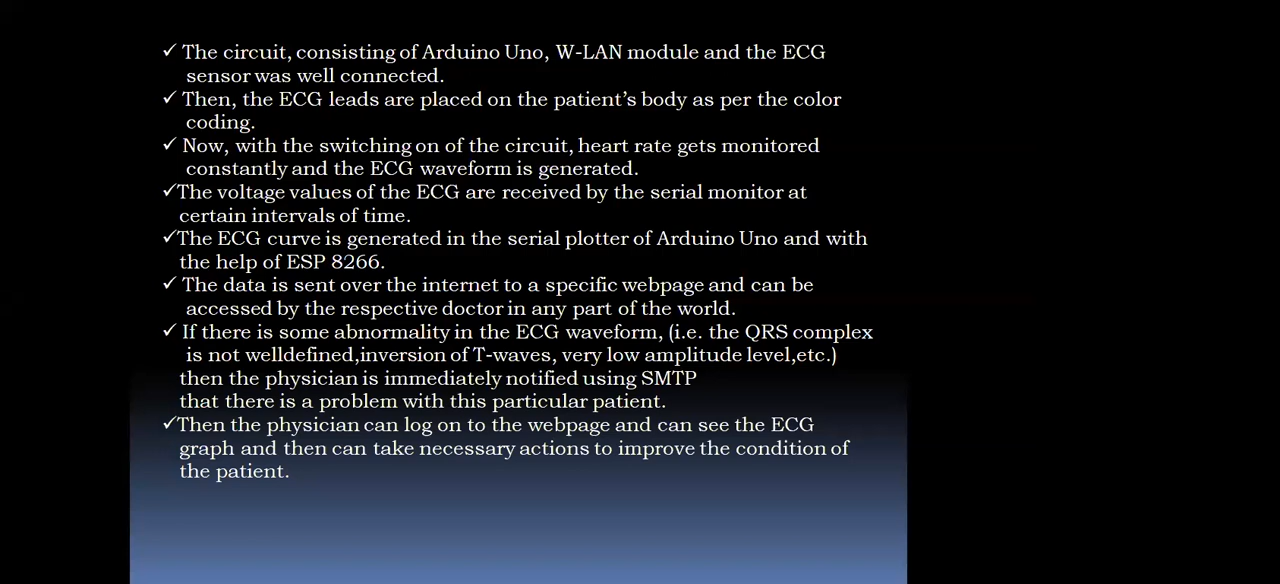 ✓ The circuit, consisting of Arduino Uno, W-LAN module and the ECG
sensor was well connected.
✓ Then, the ECG leads are placed on the patient's body as per the color
coding.
✓ Now, with the switching on of the circuit, heart rate gets monitored
constantly and the ECG waveform is generated.
✓The voltage values of the ECG are received by the serial monitor at
certain intervals of time.
✓The ECG curve is generated in the serial plotter of Arduino Uno and with
the help of ESP 8266.
✓ The data is sent over the internet to a specific webpage and can be
accessed by the respective doctor in any part of the world.
✓ If there is some abnormality in the ECG waveform, (i.e. the QRS complex
is not welldefined,inversion of T-waves, very low amplitude level,etc.)
then the physician is immediately notified using SMTP
that there is a problem with this particular patient.
✓Then the physician can log on to the webpage and can see the ECG
graph and then can take necessary actions to improve the condition of
the patient.